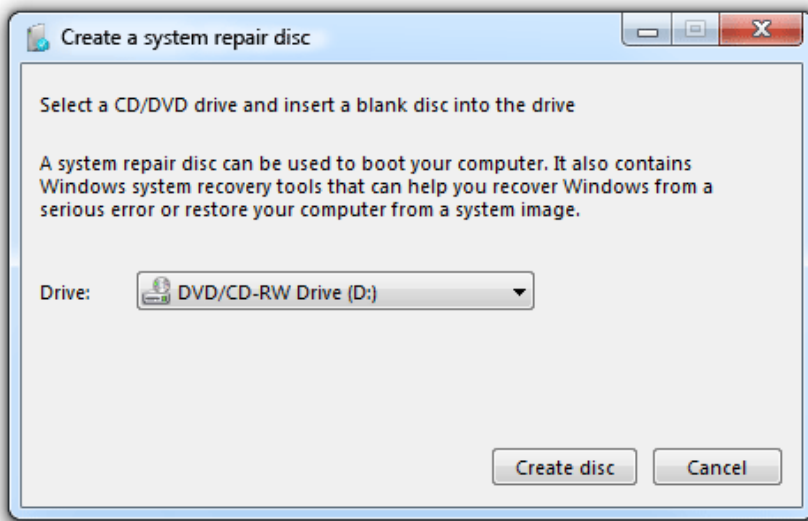 Create a system repair disc
Select a CD/DVD drive and insert a blank disc into the drive
A system repair disc can be used to boot your computer. It also contains
Windows system recovery tools that can help you recover Windows from a
serious error or restore your computer from a system image.
Drive: DVD/CD-RW Drive (D:)
Create disc Cancel